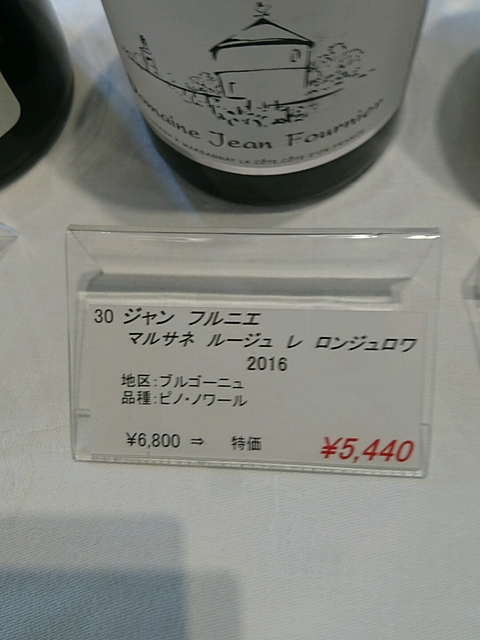 Domaine Jean Fournier
30 ジャン フルニエ
マルサネ ルージュ レ ロンジュロワ
2016
地区:ブルゴーニュ
品種:ピノ・ノワール
¥6,800 ⇒ 特価 ¥5,440